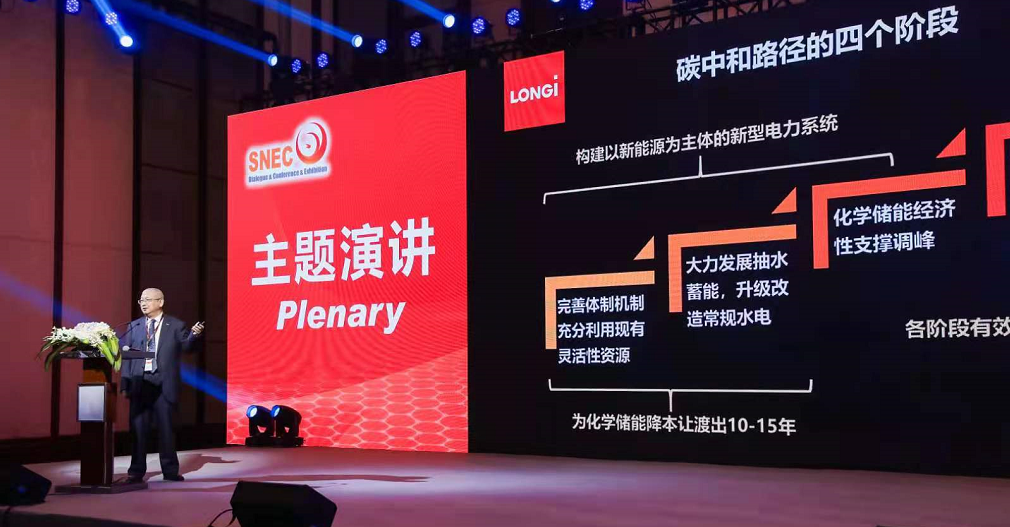 SNEC
Dialogue & Conference & Exhibition
主题演讲
Plenary
LONGi
碳中和路径的四个阶段
构建以新能源为主体的新型电力系统
完善体制机制
充分利用现有
灵活性资源
大力发展抽水
蓄能，升级改
造常规水电
化学储能经济
性支撑调峰
各阶段有效
为化学储能降本让渡出10-15年